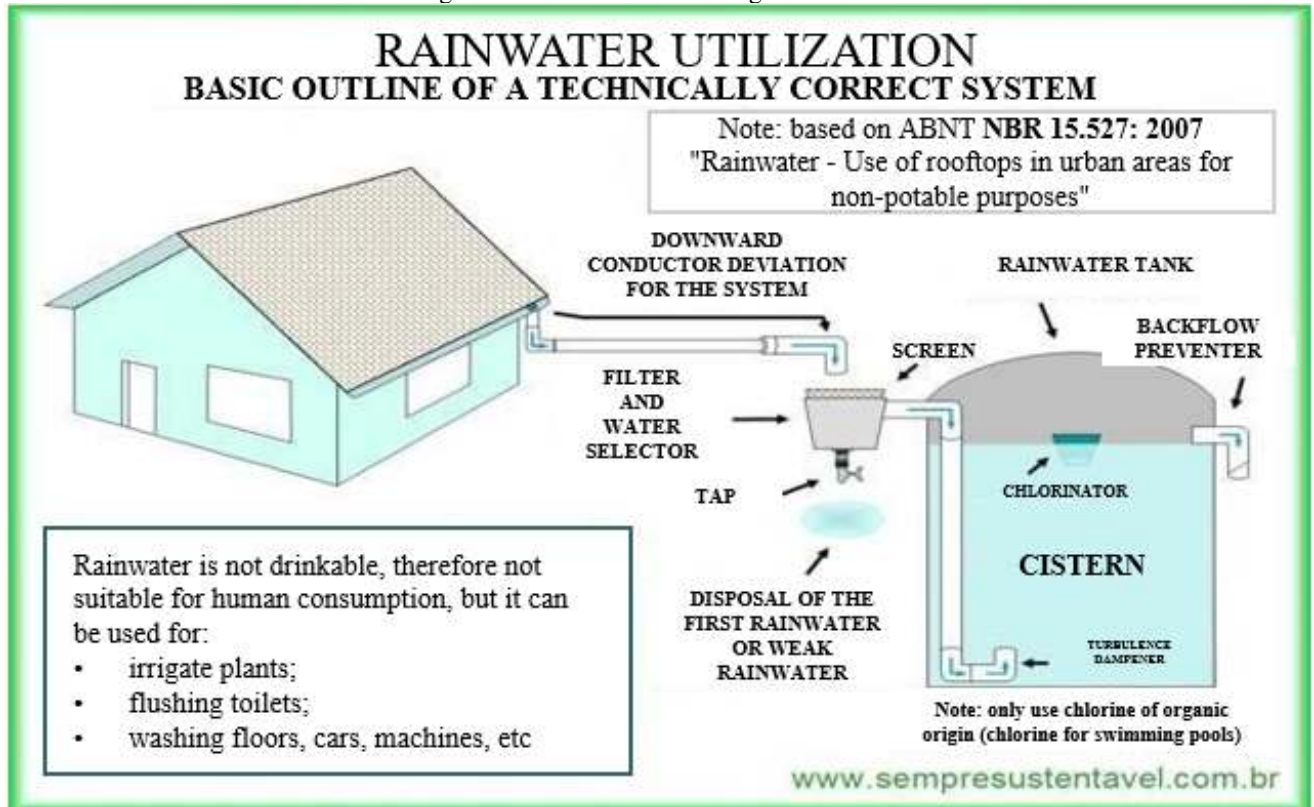 RAINWATER UTILIZATION
BASIC OUTLINE OF A TECHNICALLY CORRECT SYSTEM
Note: based on ABNT NBR 15.527: 2007
"Rainwater - Use of rooftops in urban areas for
non-potable purposes"
DOWNWARD
CONDUCTOR DEVIATION
FOR THE SYSTEM
RAINWATER TANK
BACKFLOW
PREVENTER
SCREEN
FILTER
AND
WATER
SELECTOR
TAP
CHLORINATOR
CISTERN
DISPOSAL OF THE
FIRST RAINWATER
OR WEAK
RAINWATER
TURBULENCE
DAMPENER
Rainwater is not drinkable, therefore not
suitable for human consumption, but it can
be used for:
• irrigate plants;
• flushing toilets;
• washing floors, cars, machines, etc
Note: only use chlorine of organic
origin (chlorine for swimming pools)
www.sempresustentavel.com.br